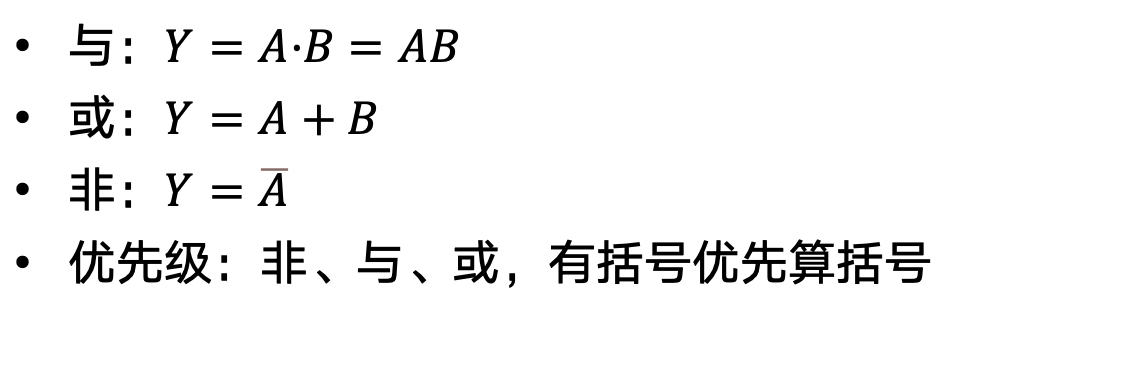 • 与：Y = A·B = AB
• 或：Y = A + B
• 非：Y = A̅
• 优先级：非、与、或，有括号优先算括号